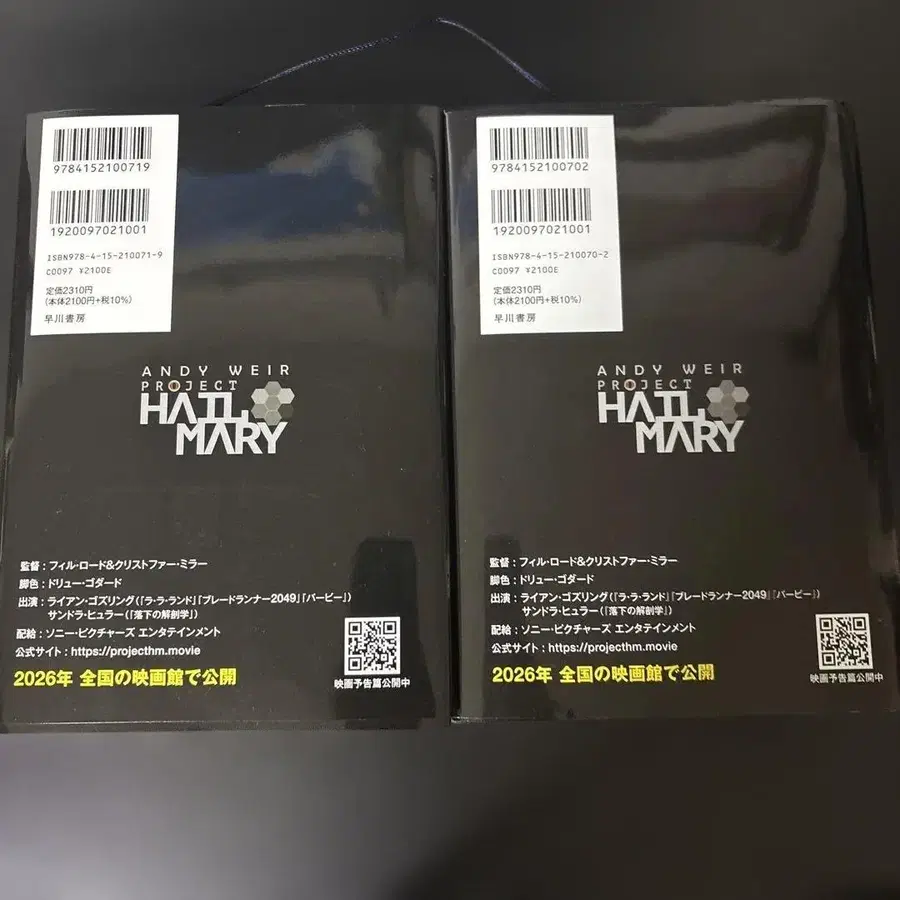 9784152100719
1920097021001
ISBN978-4-15-210071-9
C0097 ¥2100E
定価2310円
(本体2100円+税10%)
早川書房
ANDY WEIR
PROJECT
HAIL
MARY
監督:フィル・ロード&クリストファー・ミラー
脚色:ドリュー・ゴダード
出演:ライアン・ゴズリング(『ラ・ラ・ランド』『ブレードランナー2049』『バービー』)
サンドラ・ヒュラー(『落下の解剖学』)
配給:ソニー・ピクチャーズ エンタテインメント
公式サイト:https://projecthm.movie
2026年 全国の映画館で公開
映画予告篇公開中
9784152100702
1920097021001
ISBN978-4-15-210070-2
C0097 ¥2100E
定価2310円
(本体2100円+税10%)
早川書房
ANDY WEIR
PROJECT
HAIL
MARY
監督:フィル・ロード&クリストファー・ミラー
脚色:ドリュー・ゴダード
出演:ライアン・ゴズリング(『ラ・ラ・ランド』『ブレードランナー2049』『バービー』)
サンドラ・ヒュラー(『落下の解剖学』)
配給:ソニー・ピクチャーズ エンタテインメント
公式サイト:https://projecthm.movie
2026年 全国の映画館で公開
映画予告篇公開中